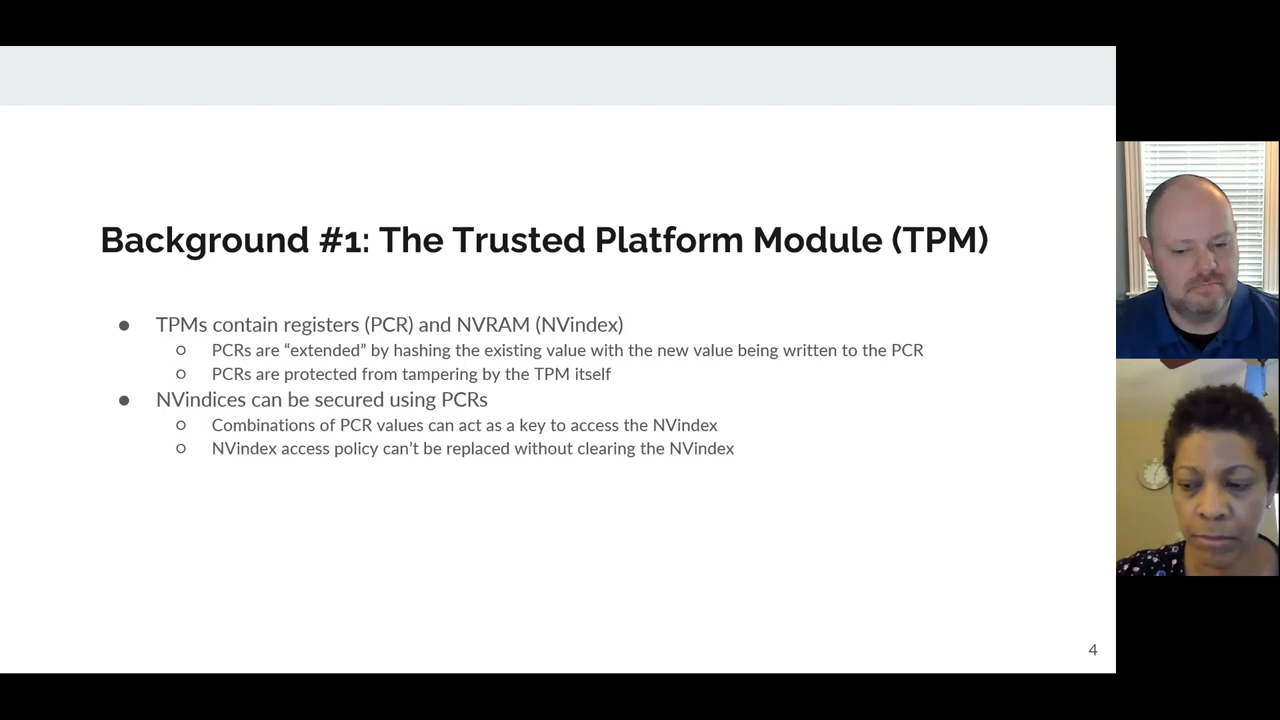 Background #1: The Trusted Platform Module (TPM)
● TPMs contain registers (PCR) and NVRAM (NVindex)
○ PCRs are “extended” by hashing the existing value with the new value being written to the PCR
○ PCRs are protected from tampering by the TPM itself
● NVindices can be secured using PCRs
○ Combinations of PCR values can act as a key to access the NVindex
○ NVindex access policy can’t be replaced without clearing the NVindex
4